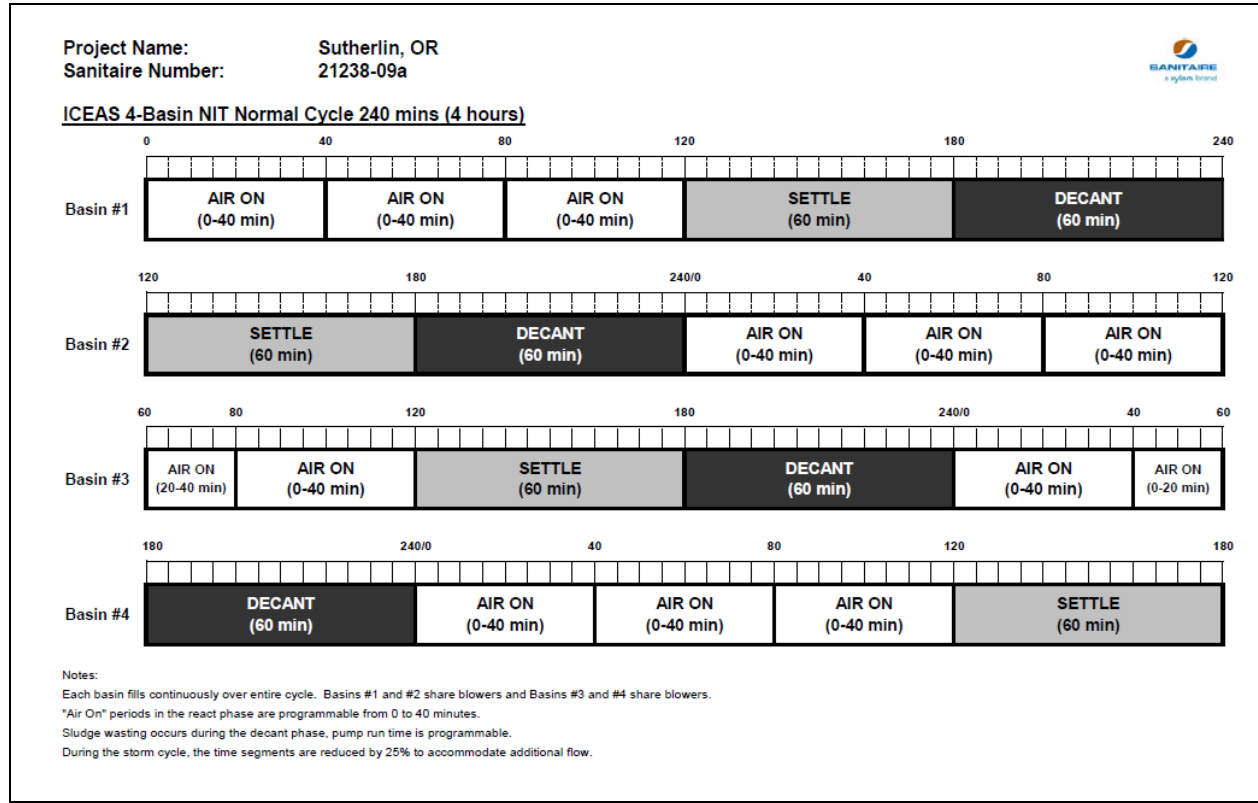 Project Name: Sutherlin, OR
Sanitaire Number: 21238-09a
SANITAIRE
a xylem brand
ICEAS 4-Basin NIT Normal Cycle 240 mins (4 hours)
0 40 80 120 180 240
Basin #1
AIR ON AIR ON AIR ON SETTLE DECANT
(0-40 min) (0-40 min) (0-40 min) (60 min) (60 min)
120 180 240/0 40 80 120
Basin #2
SETTLE DECANT AIR ON AIR ON AIR ON
(60 min) (60 min) (0-40 min) (0-40 min) (0-40 min)
60 80 120 180 240/0 40 60
Basin #3
AIR ON AIR ON SETTLE DECANT AIR ON AIR ON
(20-40 min) (0-40 min) (60 min) (60 min) (0-40 min) (0-20 min)
180 240/0 40 80 120 180
Basin #4
DECANT AIR ON AIR ON AIR ON SETTLE
(60 min) (0-40 min) (0-40 min) (0-40 min) (60 min)
Notes:
Each basin fills continuously over entire cycle. Basins #1 and #2 share blowers and Basins #3 and #4 share blowers.
"Air On" periods in the react phase are programmable from 0 to 40 minutes.
Sludge wasting occurs during the decant phase, pump run time is programmable.
During the storm cycle, the time segments are reduced by 25% to accommodate additional flow.